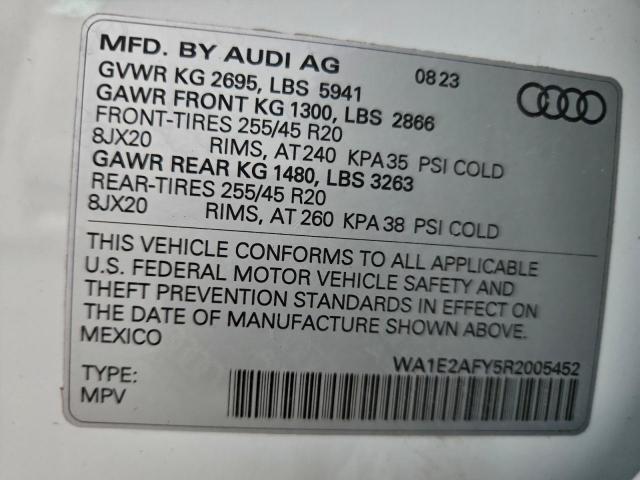 MFD. BY AUDI AG 0823
GVWR KG 2695, LBS 5941
GAWR FRONT KG 1300, LBS 2866
FRONT-TIRES 255/45 R20
8JX20 RIMS, AT 240 KPA 35 PSI COLD
GAWR REAR KG 1480, LBS 3263
REAR-TIRES 255/45 R20
8JX20 RIMS, AT 260 KPA 38 PSI COLD
THIS VEHICLE CONFORMS TO ALL APPLICABLE
U.S. FEDERAL MOTOR VEHICLE SAFETY AND
THEFT PREVENTION STANDARDS IN EFFECT ON
THE DATE OF MANUFACTURE SHOWN ABOVE.
MEXICO
WA1E2AFY5R2005452
TYPE:
MPV